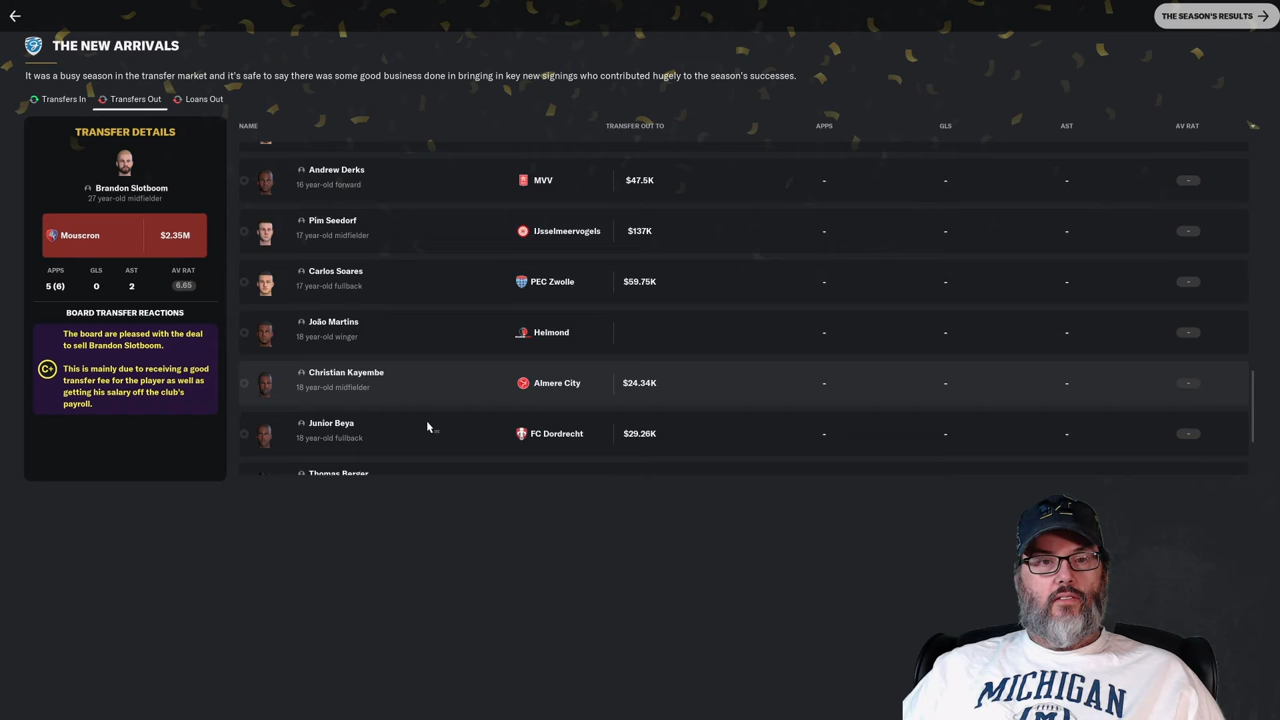 THE SEASON'S RESULTS
THE NEW ARRIVALS
It was a busy season in the transfer market and it's safe to say there was some good business done in bringing in key new signings who contributed hugely to the season's successes.
Transfers In Transfers Out Loans Out
TRANSFER DETAILS
Brandon Slotboom
27 year-old midfielder
Mouscron $2.35M
APPS GLS AST AV RAT
5 (6) 0 2 6.65
BOARD TRANSFER REACTIONS
The board are pleased with the deal
to sell Brandon Slotboom.
C+
This is mainly due to receiving a good
transfer fee for the player as well as
getting his salary off the club's
payroll.
NAME TRANSFER OUT TO APPS GLS AST AV RAT
Andrew Derks
16 year-old forward
MVV $47.5K - - - -
Pim Seedorf
17 year-old midfielder
IJsselmeervogels $137K - - - -
Carlos Soares
17 year-old fullback
PEC Zwolle $59.75K - - - -
João Martins
18 year-old winger
Helmond - - - -
Christian Kayembe
18 year-old midfielder
Almere City $24.34K - - - -
Junior Beya
18 year-old fullback
FC Dordrecht $29.26K - - - -
Thomas Berger
MICHIGAN
M